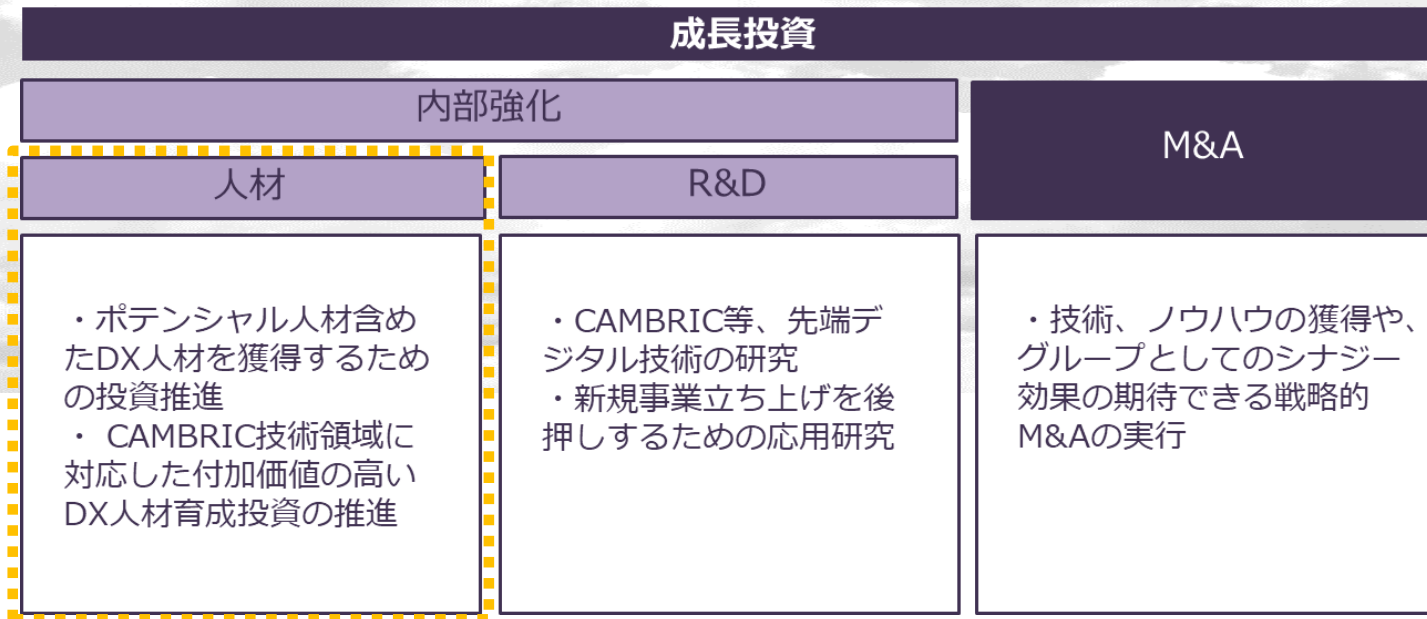 成長投資
内部強化
M&A
人材
R&D
・ポテンシャル人材含め
たDX人材を獲得するため
の投資推進
・ CAMBRIC技術領域に
対応した付加価値の高い
DX人材育成投資の推進
・CAMBRIC等、先端デ
ジタル技術の研究
・新規事業立ち上げを後
押しするための応用研究
・技術、ノウハウの獲得や、
グループとしてのシナジー
効果の期待できる戦略的
M&Aの実行